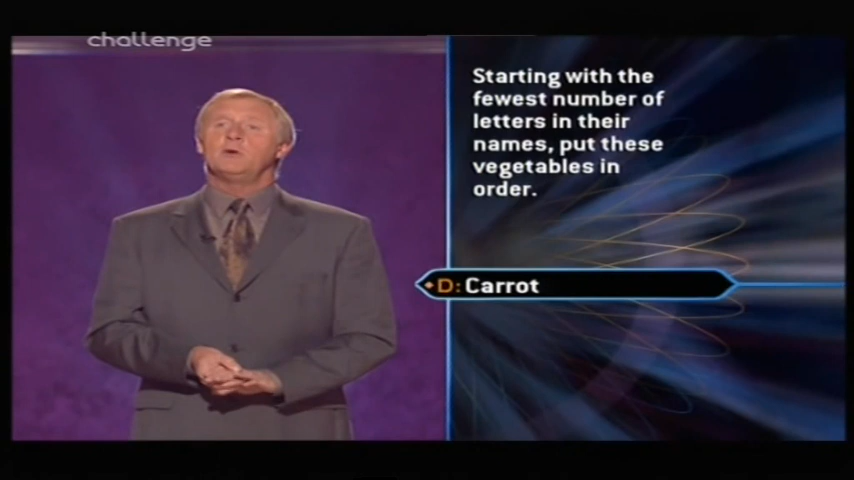 challenge
Starting with the
fewest number of
letters in their
names, put these
vegetables in
order.
D: Carrot